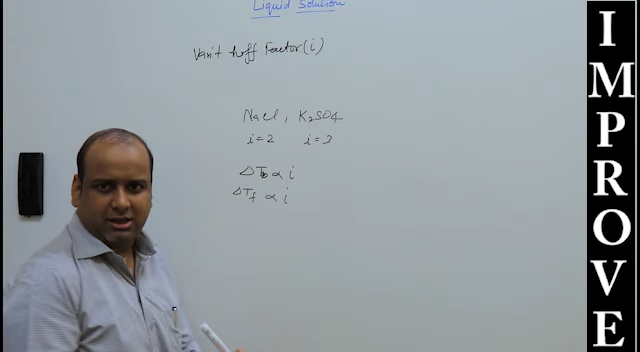 Liquid Solution
Van't hoff Factor (i)
NaCl, K2SO4
i=2 i=3
ΔTb ∝ i
ΔTf ∝ i
IMPROVE